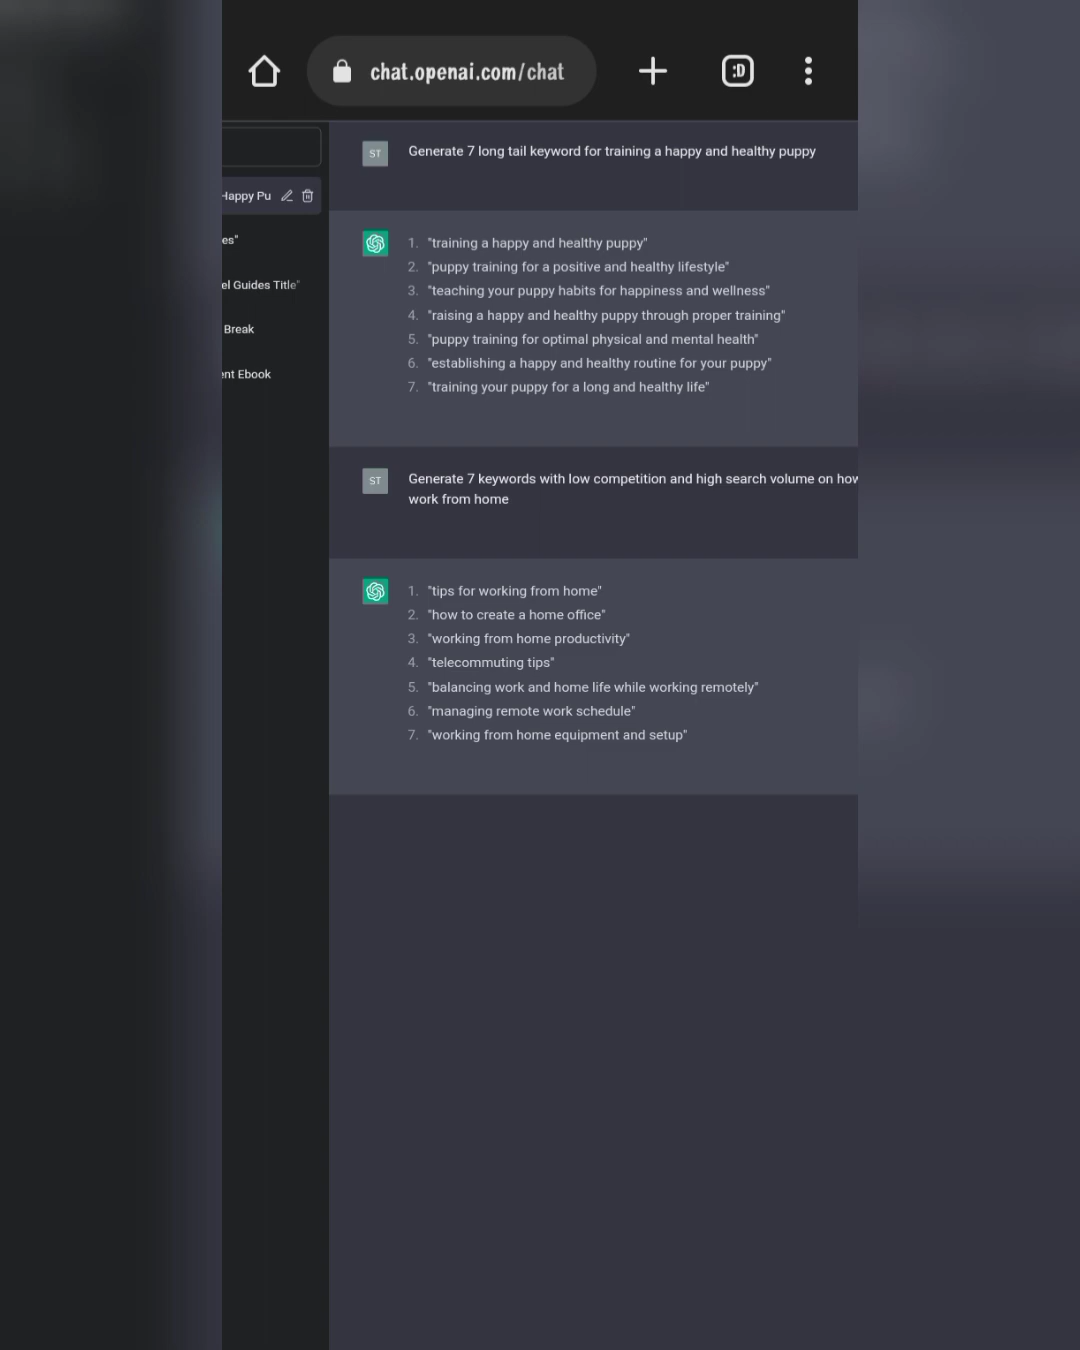 chat.openai.com/chat
:D
Happy Pu
es"
el Guides Title"
Break
ent Ebook
ST
Generate 7 long tail keyword for training a happy and healthy puppy
1. "training a happy and healthy puppy"
2. "puppy training for a positive and healthy lifestyle"
3. "teaching your puppy habits for happiness and wellness"
4. "raising a happy and healthy puppy through proper training"
5. "puppy training for optimal physical and mental health"
6. "establishing a happy and healthy routine for your puppy"
7. "training your puppy for a long and healthy life"
ST
Generate 7 keywords with low competition and high search volume on how
work from home
1. "tips for working from home"
2. "how to create a home office"
3. "working from home productivity"
4. "telecommuting tips"
5. "balancing work and home life while working remotely"
6. "managing remote work schedule"
7. "working from home equipment and setup"